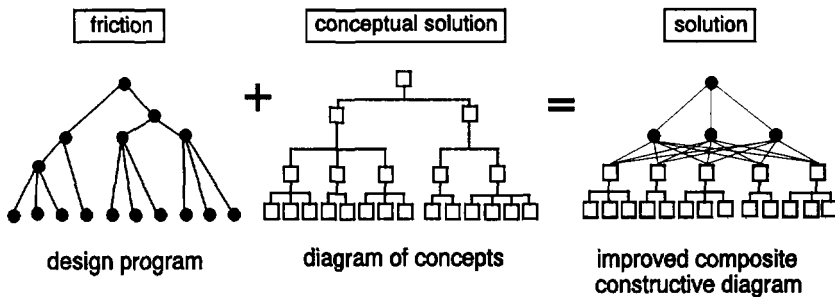 friction
conceptual solution
solution
+
=
design program
diagram of concepts
improved composite
constructive diagram